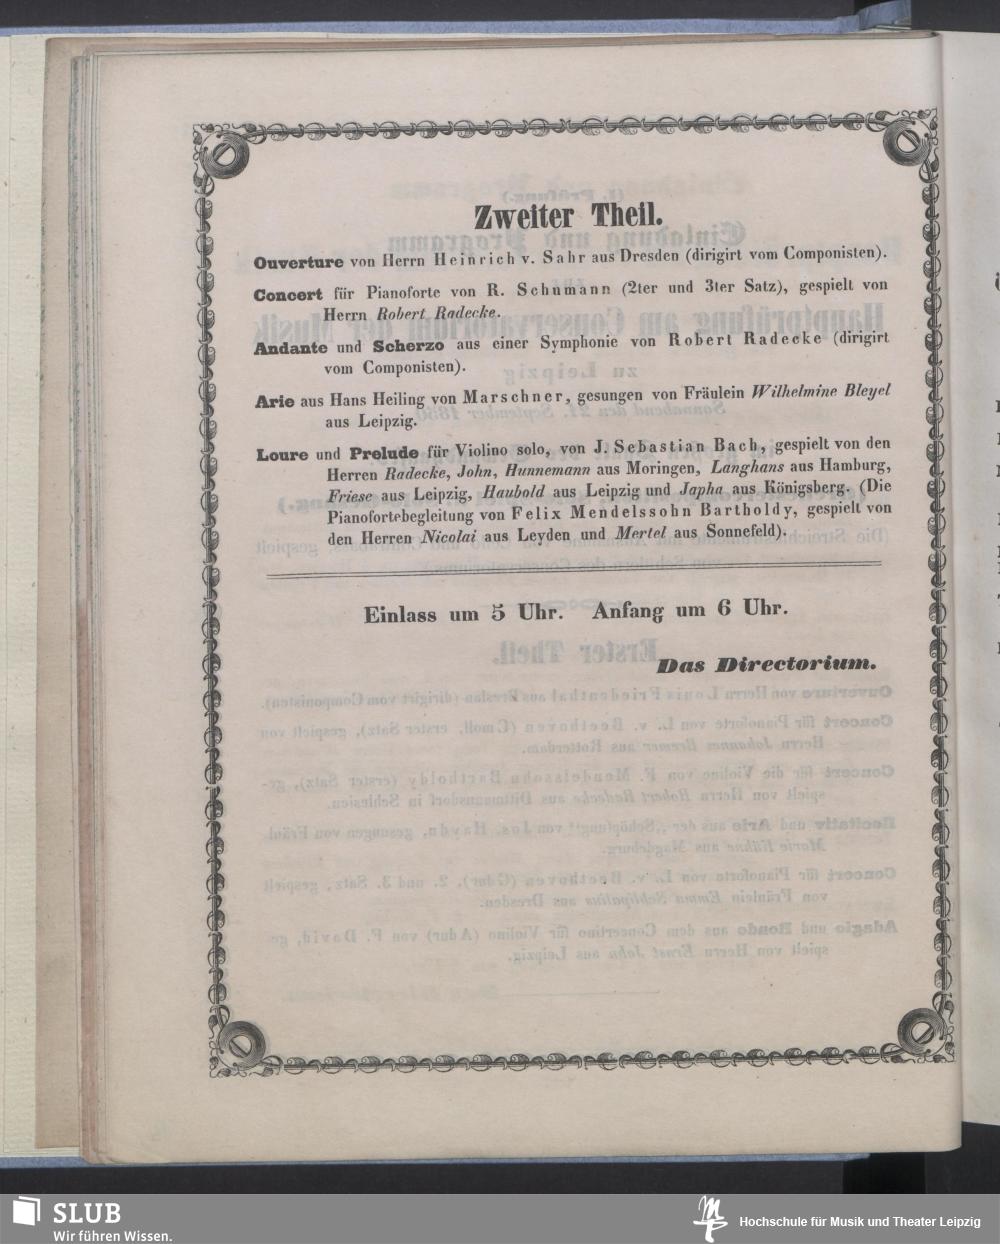 Zweiter Theil.
Ouverture von Herrn Heinrich v. Sahr aus Dresden (dirigirt vom Componisten).
Concert für Pianoforte von R. Schumann (2ter und 3ter Satz), gespielt von
Herrn Robert Radecke.
Andante und Scherzo aus einer Symphonie von Robert Radecke (dirigirt
vom Componisten).
Arie aus Hans Heiling von Marschner, gesungen von Fräulein Wilhelmine Bleyel
aus Leipzig.
Loure und Prelude für Violino solo, von J. Sebastian Bach, gespielt von den
Herren Radecke, John, Hunnemann aus Moringen, Langhans aus Hamburg,
Friese aus Leipzig, Haubold aus Leipzig und Japha aus Königsberg. (Die
Pianofortebegleitung von Felix Mendelssohn Bartholdy, gespielt von
den Herren Nicolai aus Leyden und Mertel aus Sonnefeld).
Einlass um 5 Uhr. Anfang um 6 Uhr.
Das Directorium.
SLUB
Wir führen Wissen.
Hochschule für Musik und Theater Leipzig